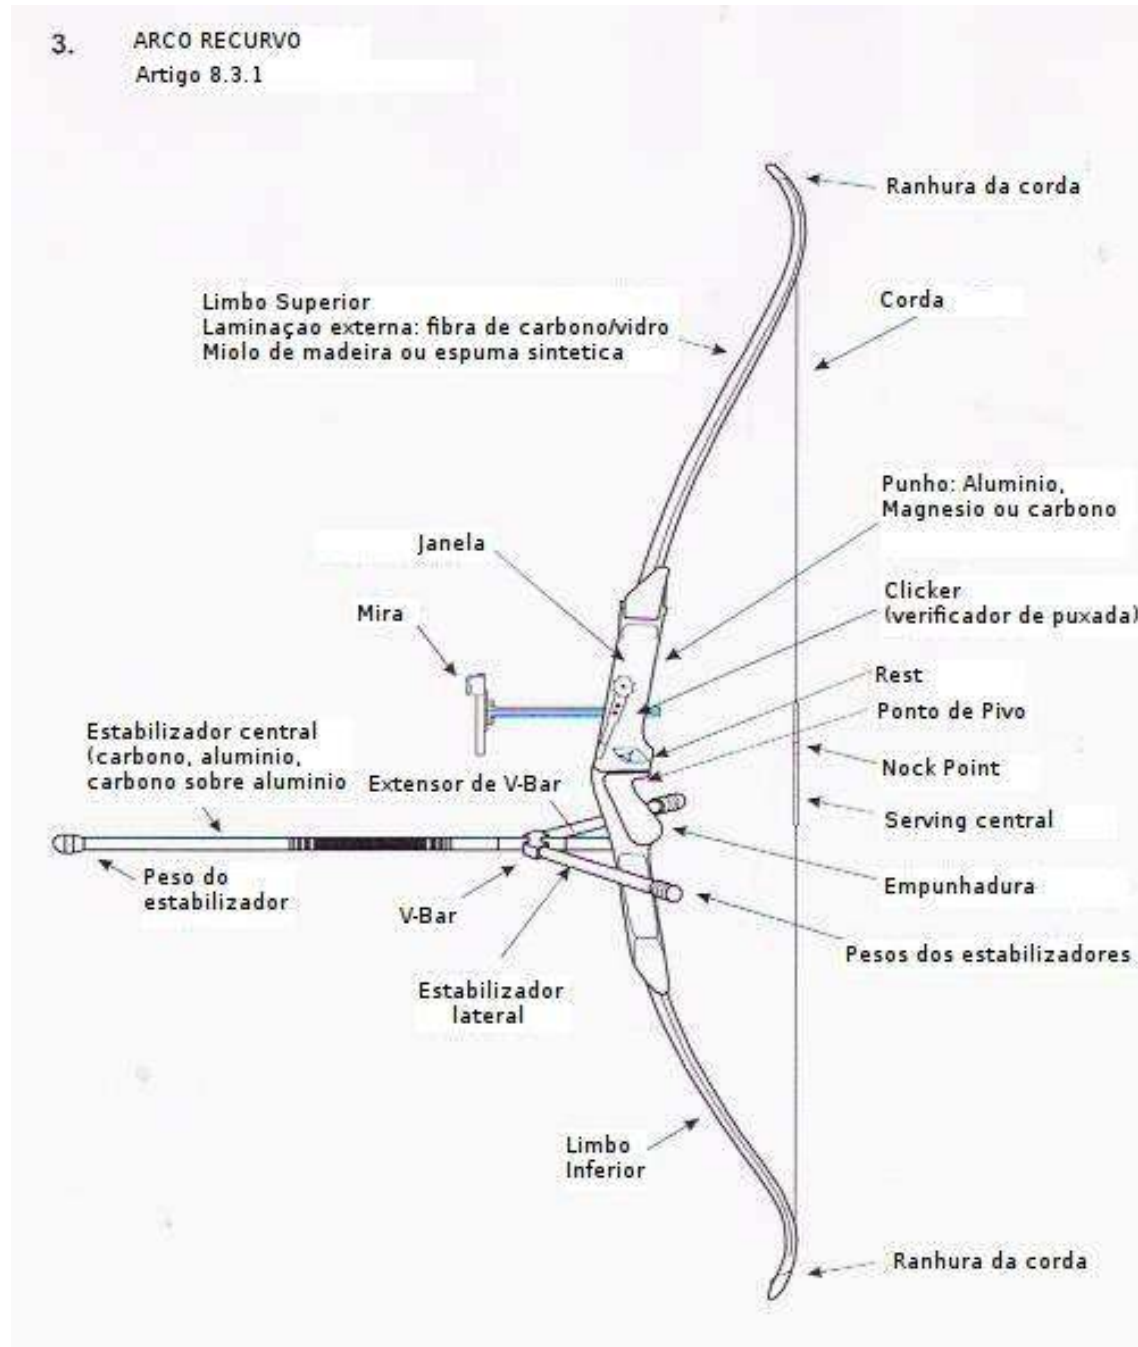 3.
ARCO RECURVO
Artigo 8.3.1
Ranhura da corda
Limbo Superior
Laminaçao externa: fibra de carbono/vidro
Miolo de madeira ou espuma sintetica
Corda
Punho: Aluminio,
Magnesio ou carbono
Janela
Clicker
(verificador de puxada)
Mira
Rest
Ponto de Pivo
Estabilizador central
(carbono, aluminio,
carbono sobre aluminio
Extensor de V-Bar
Nock Point
Serving central
Peso do
estabilizador
V-Bar
Empunhadura
Pesos dos estabilizadores
Estabilizador
lateral
Limbo
Inferior
Ranhura da corda